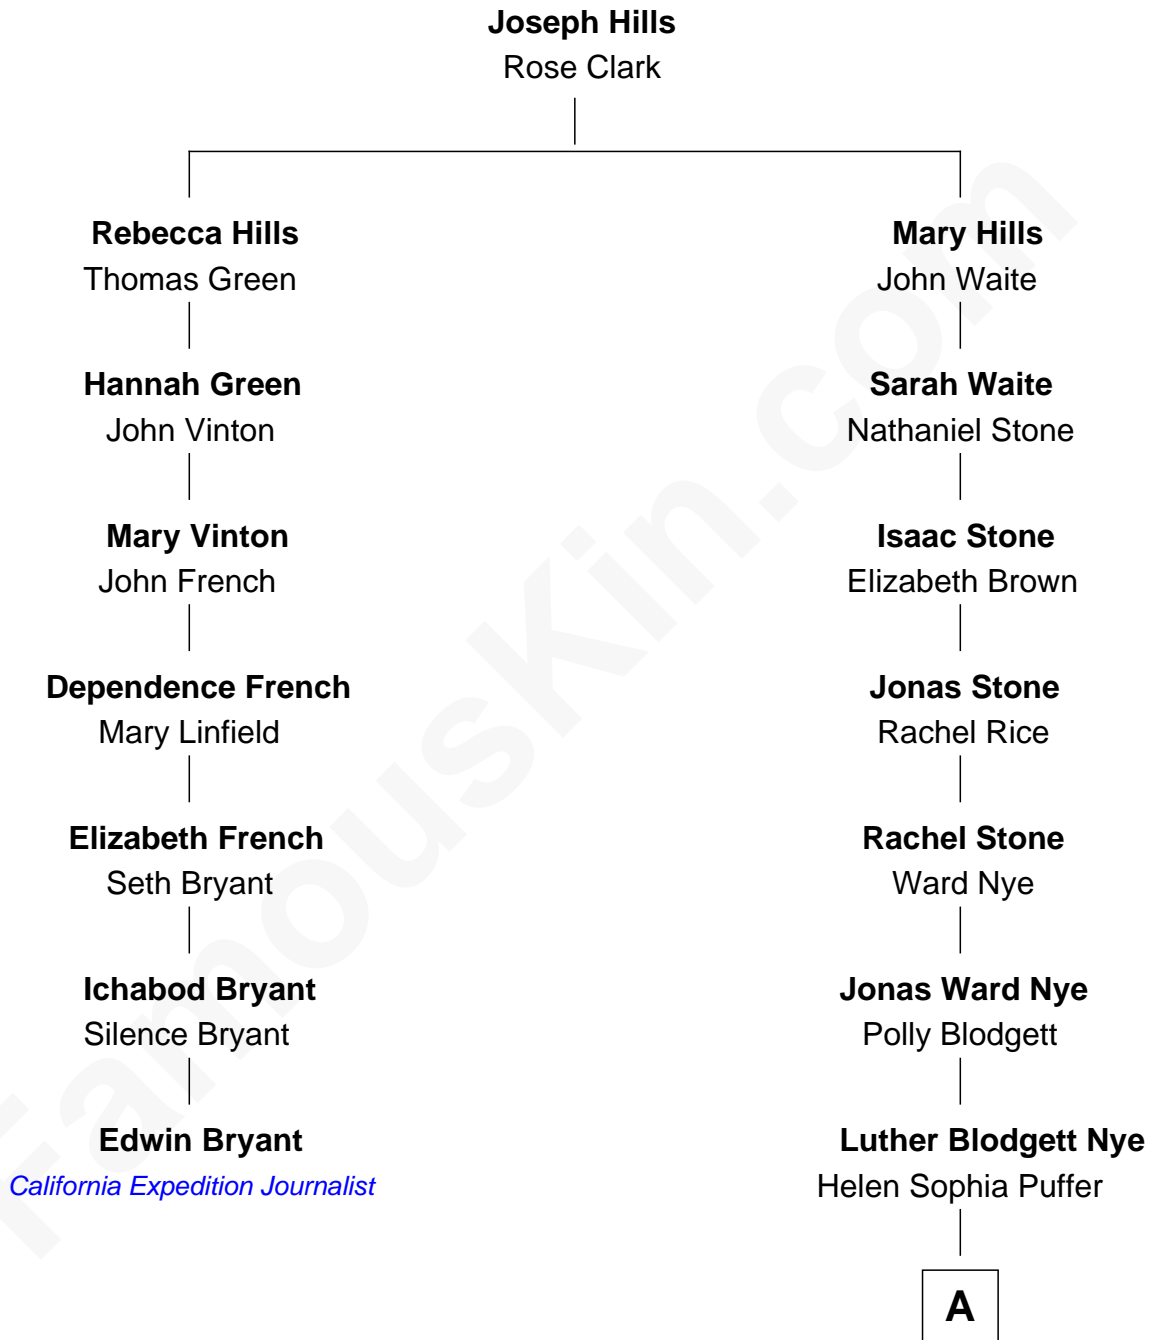 Joseph Hills
Rose Clark
Rebecca Hills
Thomas Green
Mary Hills
John Waite
Hannah Green
John Vinton
Sarah Waite
Nathaniel Stone
Mary Vinton
John French
Isaac Stone
Elizabeth Brown
Dependence French
Mary Linfield
Jonas Stone
Rachel Rice
Elizabeth French
Seth Bryant
Rachel Stone
Ward Nye
Ichabod Bryant
Silence Bryant
Jonas Ward Nye
Polly Blodgett
Edwin Bryant
California Expedition Journalist
Luther Blodgett Nye
Helen Sophia Puffer
A
FamousKin.com